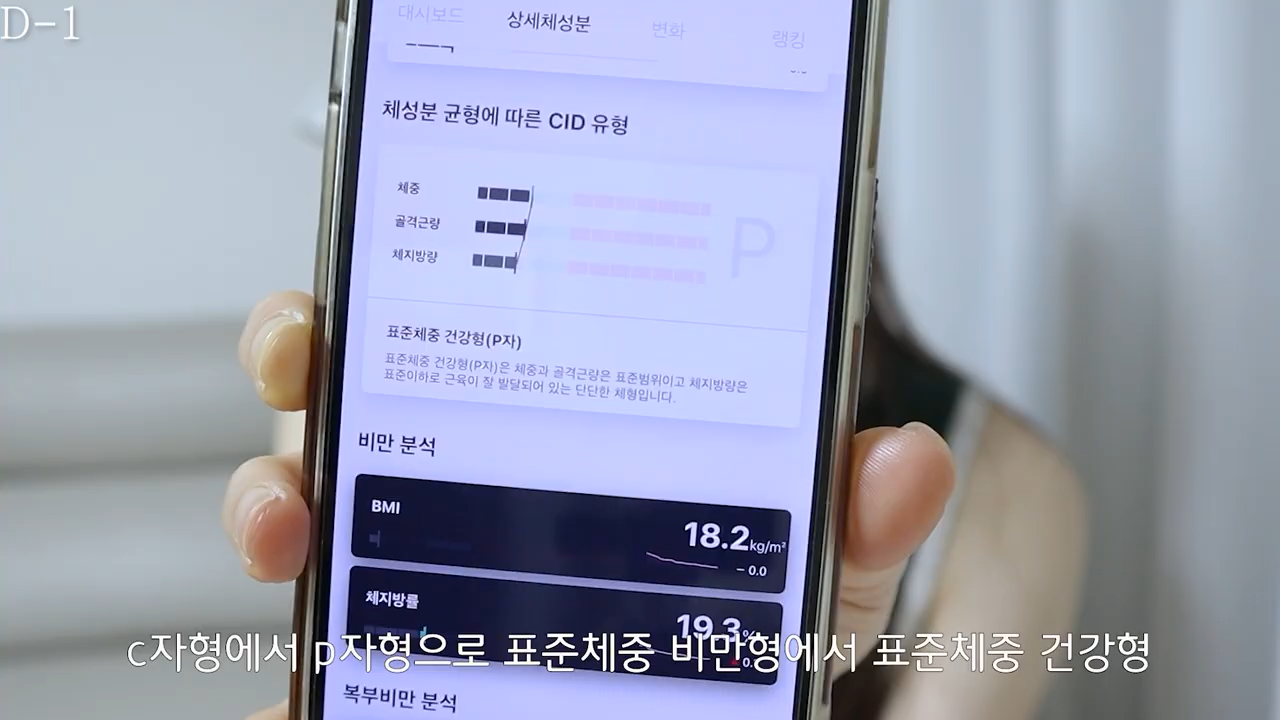 D-1
대시보드 상세체성분 변화 랭킹
체성분 균형에 따른 CID 유형
체중
골격근량
체지방량
P
표준체중 건강형(P자)
표준체중 건강형(P자)은 체중과 골격근량은 표준범위이고 체지방량은
표준이하로 근육이 잘 발달되어 있는 단단한 체형입니다.
비만 분석
BMI
18.2kg/m²
– 0.0
체지방률
19.3%
c자형에서 p자형으로 표준체중 비만형에서 표준체중 건강형
복부비만 분석